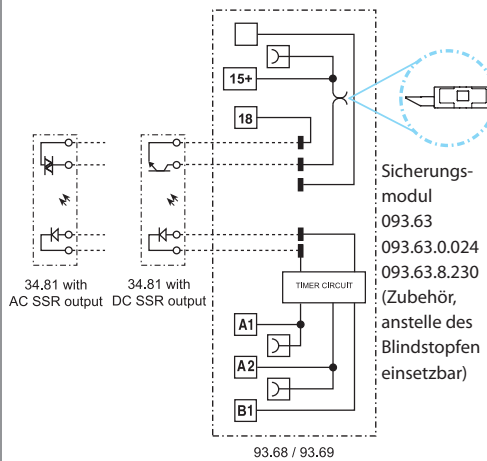 15+
18
Sicherungs-
modul
093.63
093.63.0.024
093.63.8.230
(Zubehör,
anstelle des
Blindstopfen
einsetzbar)
34.81 with
AC SSR output
34.81 with
DC SSR output
TIMER CIRCUIT
A1
A2
B1
93.68 / 93.69